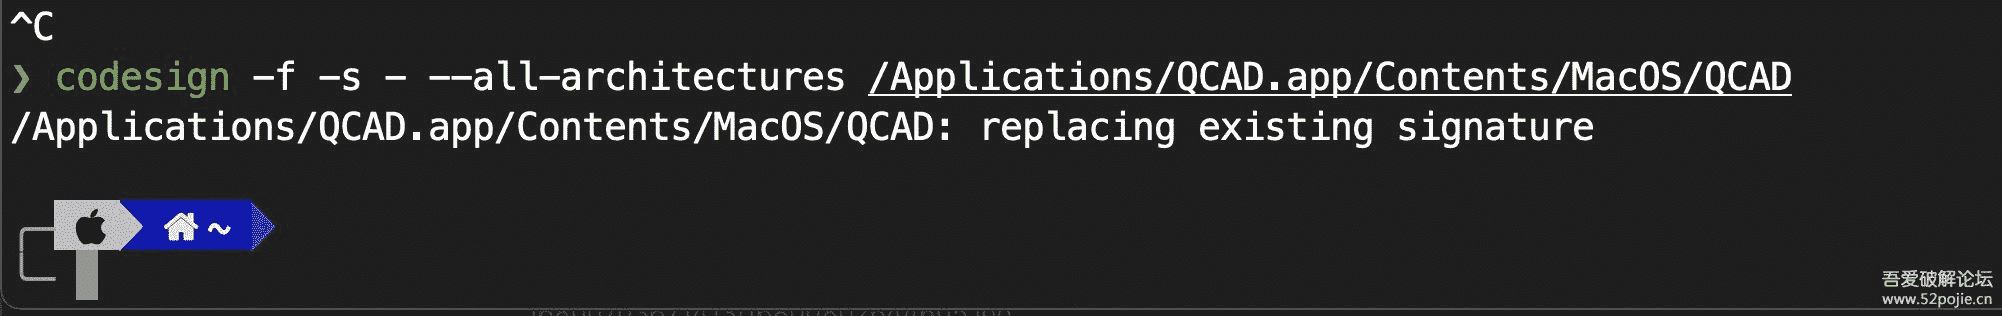 ^C
❯ codesign -f -s - --all-architectures /Applications/QCAD.app/Contents/MacOS/QCAD
/Applications/QCAD.app/Contents/MacOS/QCAD: replacing existing signature
~
吾爱破解论坛
www.52pojie.cn